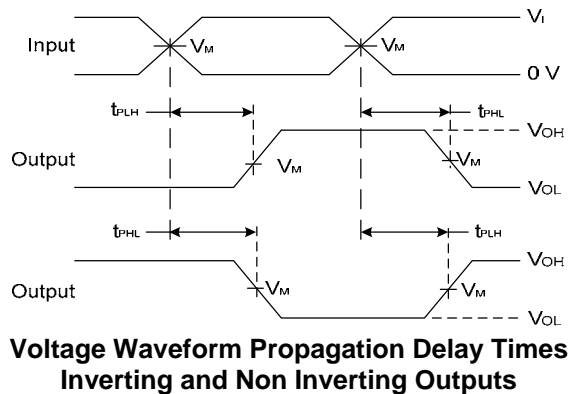 VI
Input VM VM
0 V
tPLH tPHL
VOH
Output VM VM
VOL
tPHL tPLH
VOH
Output VM VM
VOL
Voltage Waveform Propagation Delay Times
Inverting and Non Inverting Outputs